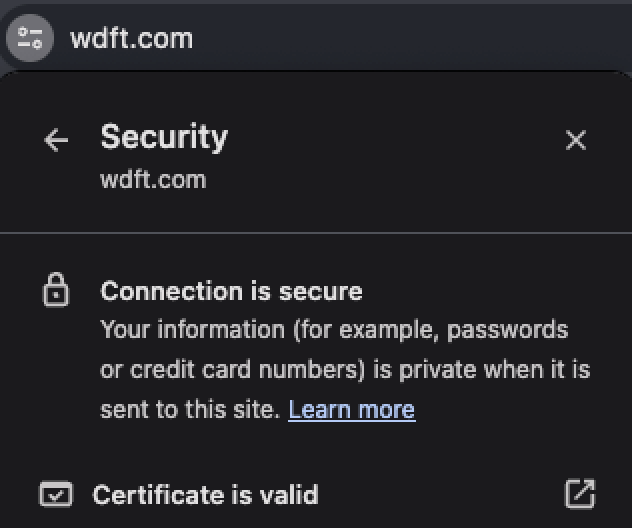 wdft.com
Security
wdft.com
Connection is secure
Your information (for example, passwords
or credit card numbers) is private when it is
sent to this site. Learn more
Certificate is valid